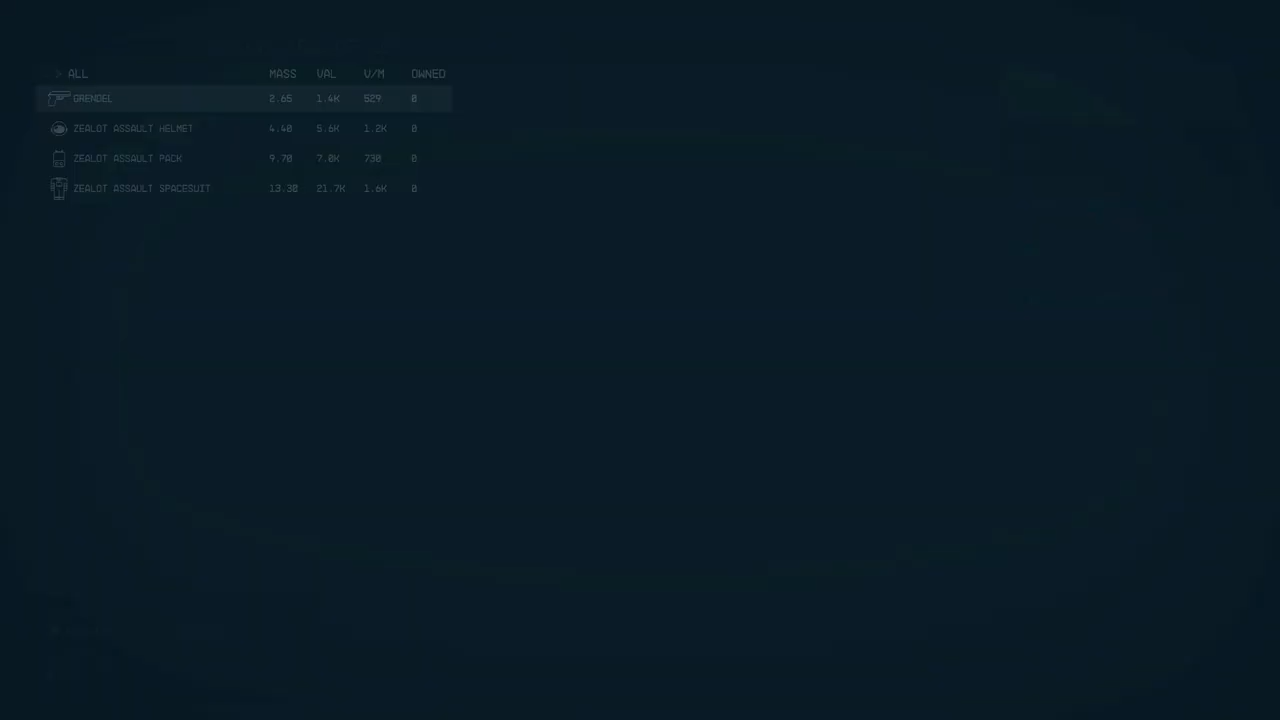 > ALL MASS VAL V/M OWNED
GRENDEL 2.65 1.4K 529 0
ZEALOT ASSAULT HELMET 4.40 5.6K 1.2K 0
ZEALOT ASSAULT PACK 9.70 7.0K 730 0
ZEALOT ASSAULT SPACESUIT 13.30 21.7K 1.6K 0